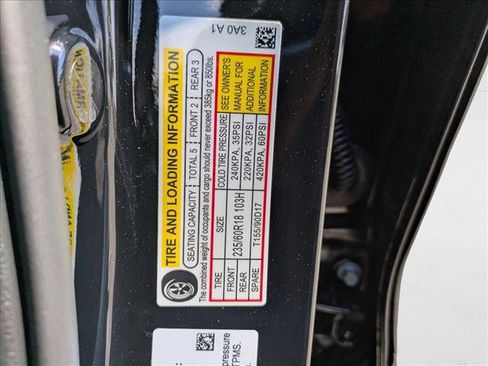 3A0 A1
TIRE AND LOADING INFORMATION
SEATING CAPACITY | TOTAL 5 | FRONT 2 | REAR 3
The combined weight of occupants and cargo should never exceed 385kg or 850lbs.
TIRE SIZE COLD TIRE PRESSURE SEE OWNER'S
FRONT 235/60R18 103H 240KPA, 35PSI MANUAL FOR
REAR 220KPA, 32PSI ADDITIONAL
SPARE T155/90D17 420KPA, 60PSI INFORMATION
pressure
TPMS.